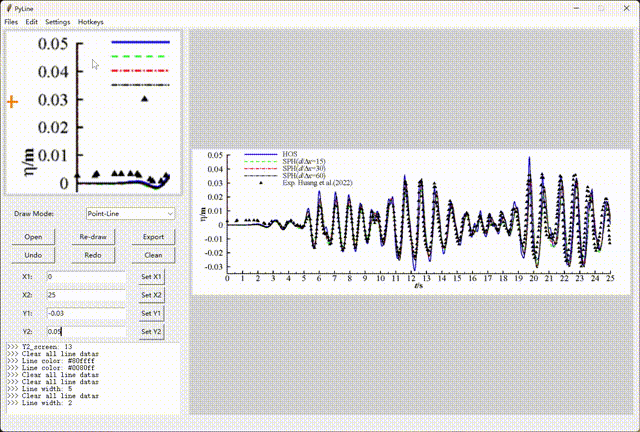 PyLine
Files Edit Settings Hotkeys
0.05
0.04
0.03
0.02
0.01
0
η/m
Draw Mode: Point-Line
Open Re-draw Export
Undo Redo Clean
X1: 0 Set X1
X2: 25 Set X2
Y1: -0.03 Set Y1
Y2: 0.05 Set Y2
>>> Y2_screen: 13
>>> Clear all line datas
>>> Line color: #80ffff
>>> Line color: #0080ff
>>> Clear all line datas
>>> Clear all line datas
>>> Line width: 5
>>> Clear all line datas
>>> Line width: 2
HOS
SPH(d/Δx=15)
SPH(d/Δx=30)
SPH(d/Δx=60)
Exp. Huang et al.(2022)
0.05
0.04
0.03
0.02
0.01
0
-0.01
-0.02
-0.03
η/m
0 1 2 3 4 5 6 7 8 9 10 11 12 13 14 15 16 17 18 19 20 21 22 23 24 25
t/s